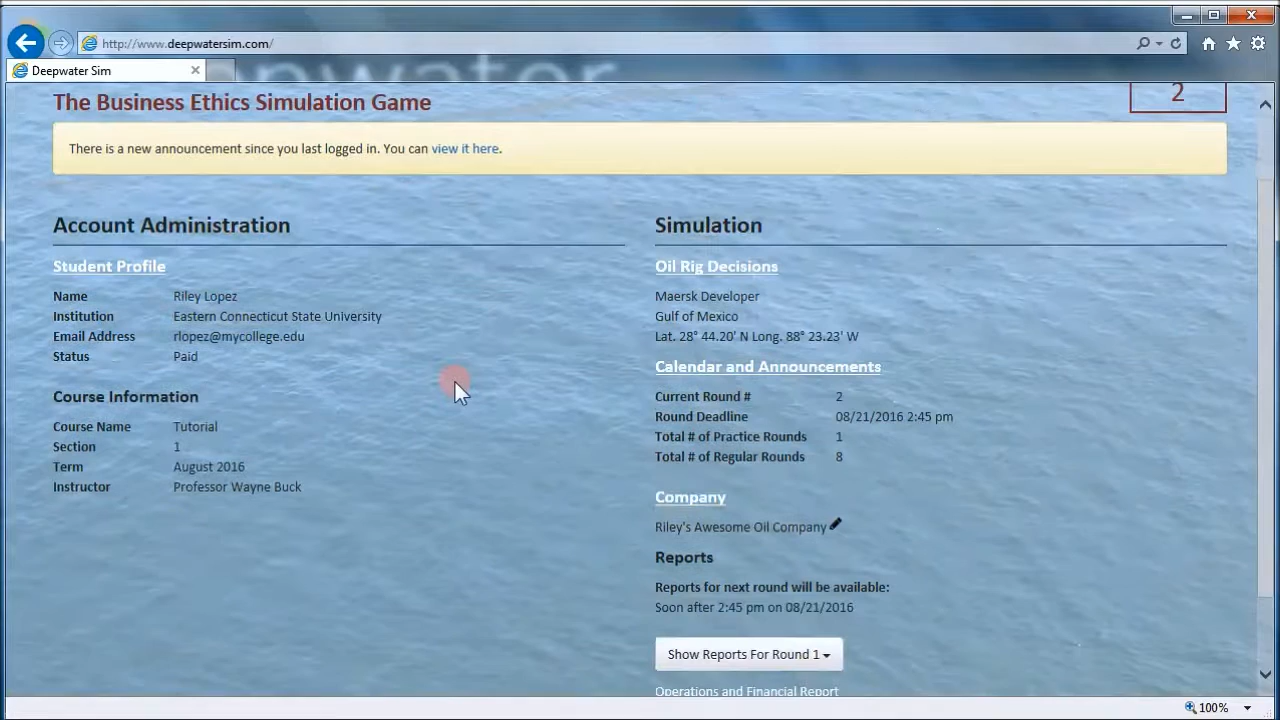 http://www.deepwatersim.com/
Deepwater Sim
The Business Ethics Simulation Game
2
There is a new announcement since you last logged in. You can view it here.
Account Administration
Student Profile
Name Riley Lopez
Institution Eastern Connecticut State University
Email Address rlopez@mycollege.edu
Status Paid
Course Information
Course Name Tutorial
Section 1
Term August 2016
Instructor Professor Wayne Buck
Simulation
Oil Rig Decisions
Maersk Developer
Gulf of Mexico
Lat. 28° 44.20' N Long. 88° 23.23' W
Calendar and Announcements
Current Round # 2
Round Deadline 08/21/2016 2:45 pm
Total # of Practice Rounds 1
Total # of Regular Rounds 8
Company
Riley's Awesome Oil Company
Reports
Reports for next round will be available:
Soon after 2:45 pm on 08/21/2016
Show Reports For Round 1
Operations and Financial Report
100%